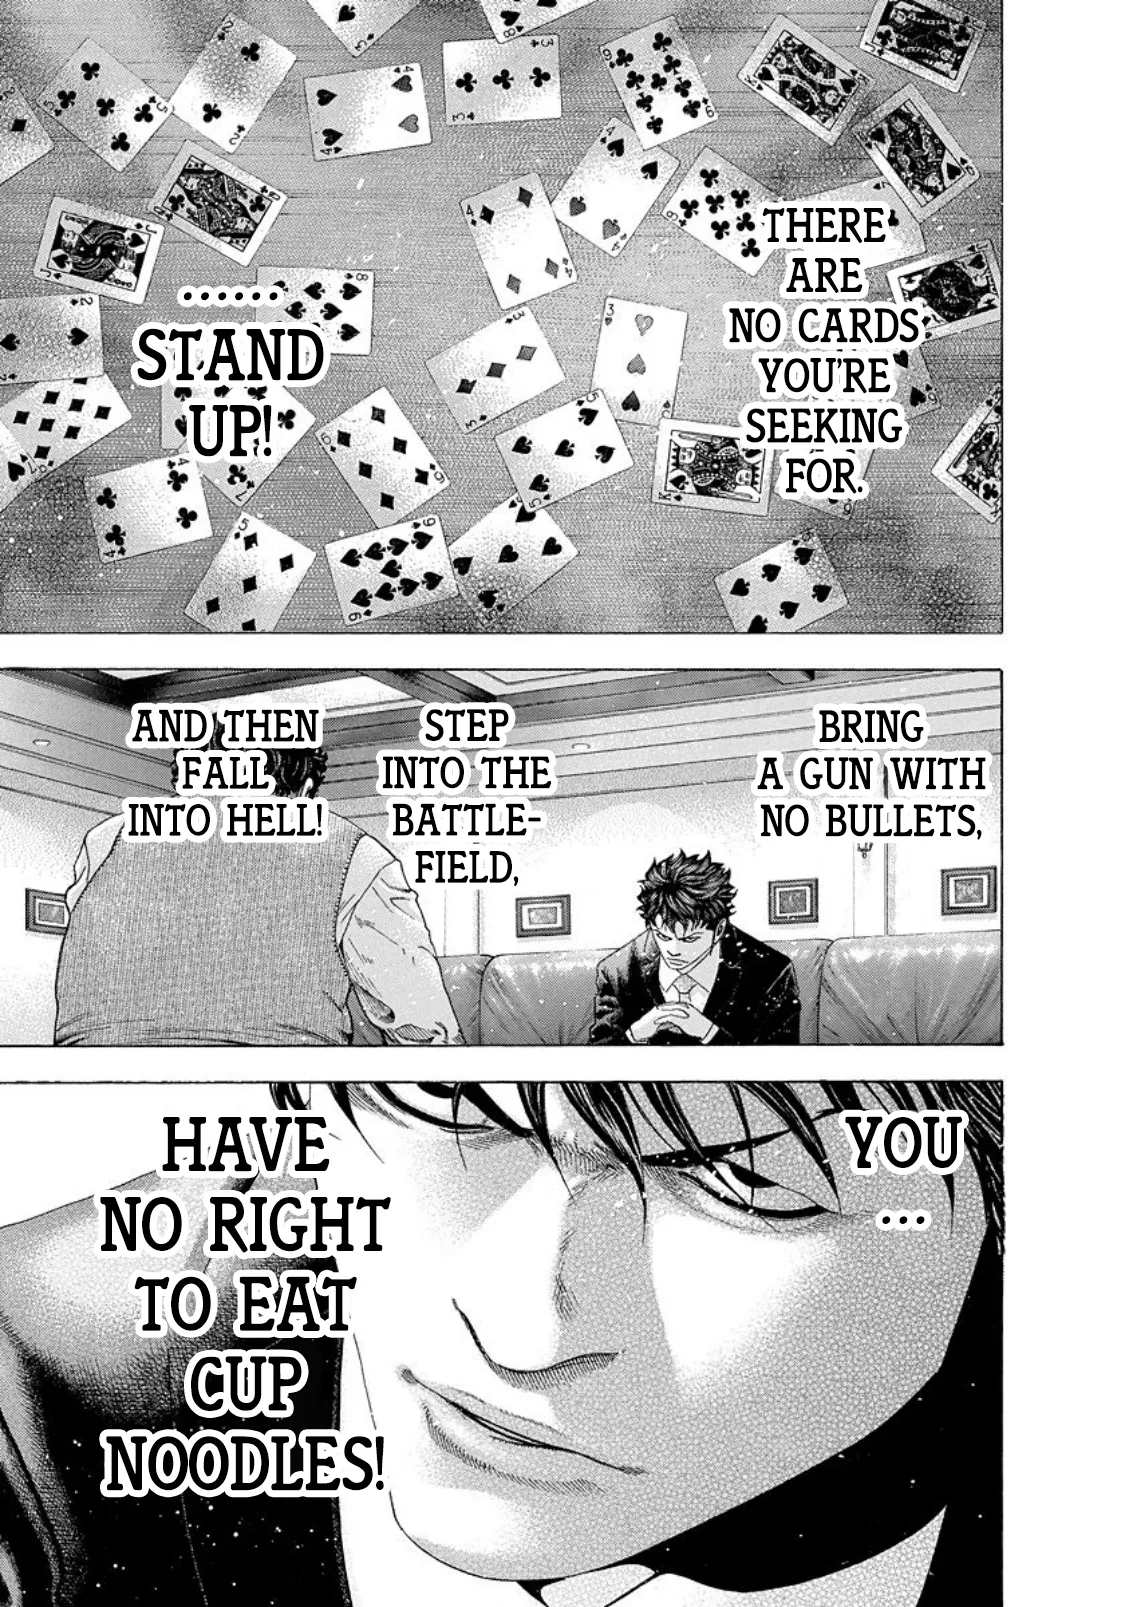 THERE
ARE
NO CARDS
YOU'RE
SEEKING
FOR.
......
STAND
UP!
BRING
A GUN WITH
NO BULLETS,
STEP
INTO THE
BATTLE-
FIELD,
AND THEN
FALL
INTO HELL!
YOU
...
HAVE
NO RIGHT
TO EAT
CUP
NOODLES!